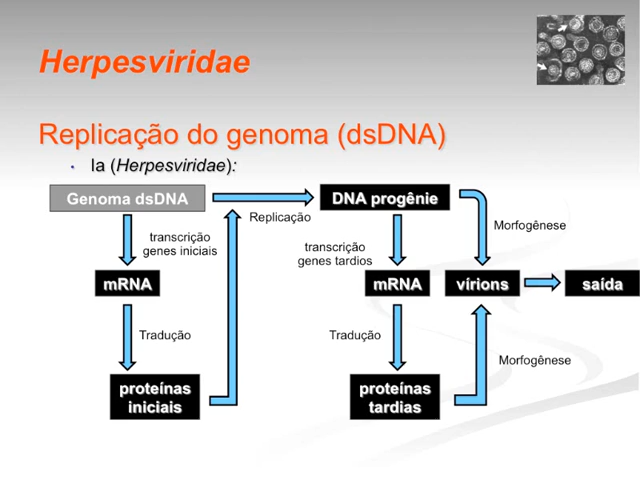 Herpesviridae
Replicação do genoma (dsDNA)
• Ia (Herpesviridae):
Genoma dsDNA
DNA progênie
Replicação
Morfogênese
transcrição
genes iniciais
transcrição
genes tardios
mRNA
mRNA
vírions
saída
Tradução
Tradução
Morfogênese
proteínas
iniciais
proteínas
tardias